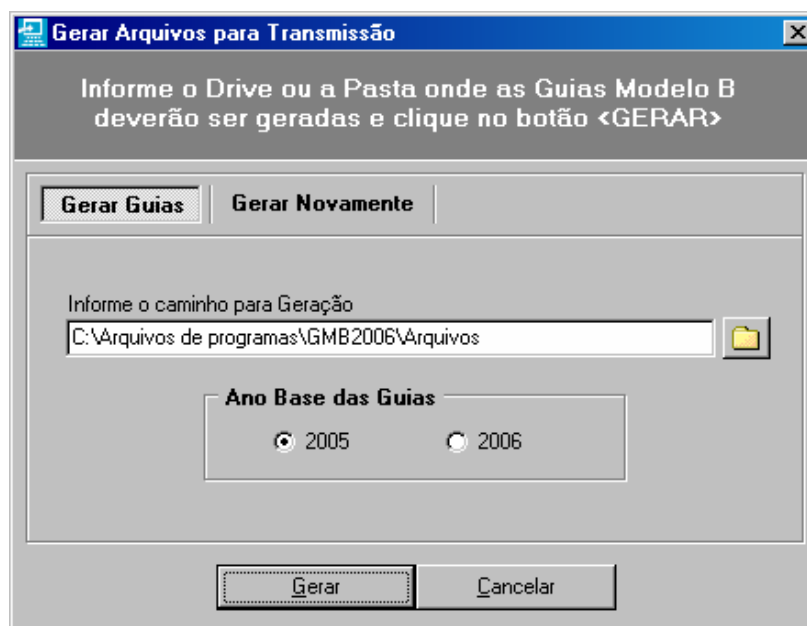 Gerar Arquivos para Transmissão
Informe o Drive ou a Pasta onde as Guias Modelo B
deverão ser geradas e clique no botão <GERAR>
Gerar Guias
Gerar Novamente
Informe o caminho para Geração
C:\Arquivos de programas\GMB2006\Arquivos
Ano Base das Guias
2005
2006
Gerar
Cancelar